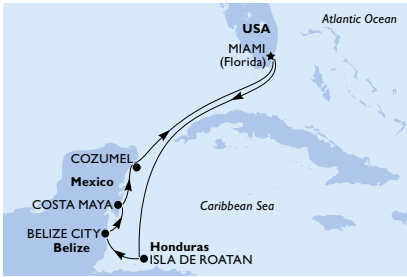 Atlantic Ocean
USA
MIAMI
(Florida)
COZUMEL
Mexico
COSTA MAYA
Caribbean Sea
BELIZE CITY
Belize
Honduras
ISLA DE ROATAN